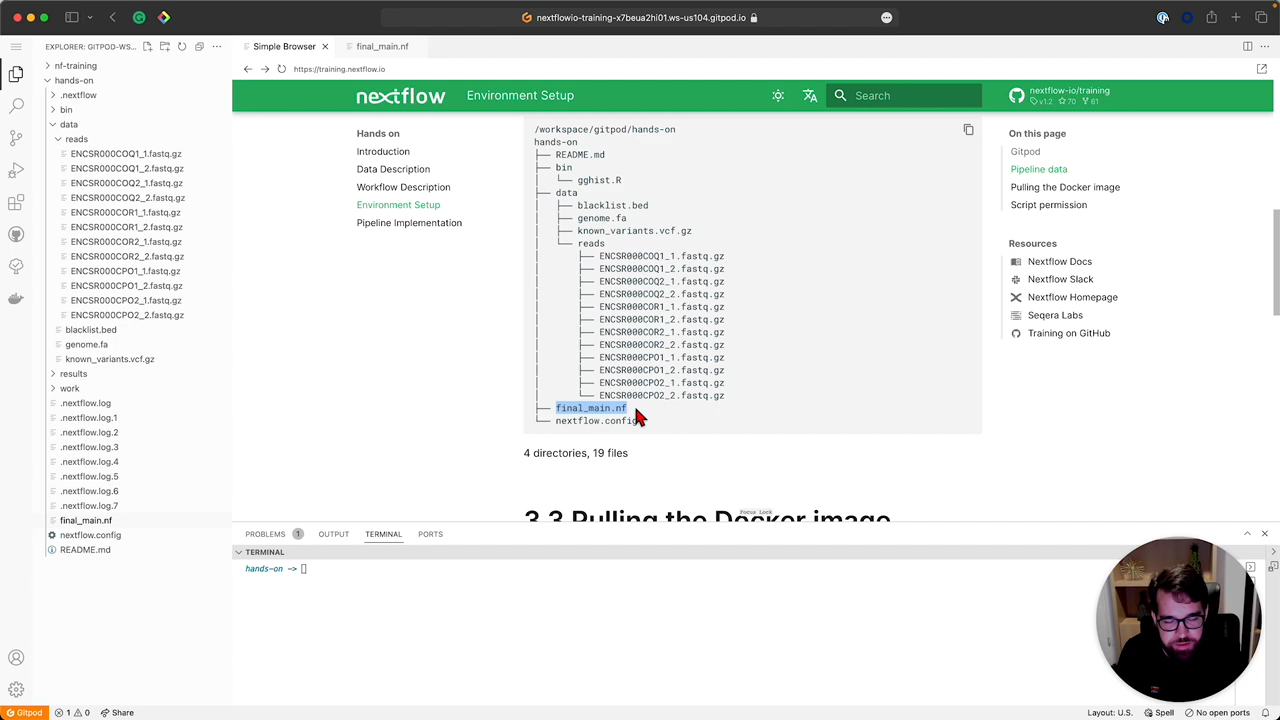 nextflowio-training-x7beua2hi01.ws-us104.gitpod.io
EXPLORER: GITPOD-WS...
nf-training
hands-on
.nextflow
bin
data
reads
ENCSR000COQ1_1.fastq.gz
ENCSR000COQ1_2.fastq.gz
ENCSR000COQ2_1.fastq.gz
ENCSR000COQ2_2.fastq.gz
ENCSR000COR1_1.fastq.gz
ENCSR000COR1_2.fastq.gz
ENCSR000COR2_1.fastq.gz
ENCSR000COR2_2.fastq.gz
ENCSR000CPO1_1.fastq.gz
ENCSR000CPO1_2.fastq.gz
ENCSR000CPO2_1.fastq.gz
ENCSR000CPO2_2.fastq.gz
blacklist.bed
genome.fa
known_variants.vcf.gz
results
work
.nextflow.log
.nextflow.log.1
.nextflow.log.2
.nextflow.log.3
.nextflow.log.4
.nextflow.log.5
.nextflow.log.6
.nextflow.log.7
final_main.nf
nextflow.config
README.md
Simple Browser
final_main.nf
https://training.nextflow.io
nextflow
Environment Setup
Search
nextflow-io/training
v1.2 70 61
Hands on
Introduction
Data Description
Workflow Description
Environment Setup
Pipeline Implementation
/workspace/gitpod/hands-on
hands-on
├── README.md
├── bin
│   └── gghist.R
├── data
│   ├── blacklist.bed
│   ├── genome.fa
│   ├── known_variants.vcf.gz
│   └── reads
│       ├── ENCSR000COQ1_1.fastq.gz
│       ├── ENCSR000COQ1_2.fastq.gz
│       ├── ENCSR000COQ2_1.fastq.gz
│       ├── ENCSR000COQ2_2.fastq.gz
│       ├── ENCSR000COR1_1.fastq.gz
│       ├── ENCSR000COR1_2.fastq.gz
│       ├── ENCSR000COR2_1.fastq.gz
│       ├── ENCSR000COR2_2.fastq.gz
│       ├── ENCSR000CPO1_1.fastq.gz
│       ├── ENCSR000CPO1_2.fastq.gz
│       ├── ENCSR000CPO2_1.fastq.gz
│       └── ENCSR000CPO2_2.fastq.gz
├── final_main.nf
└── nextflow.config
4 directories, 19 files
3.3 Pulling the Docker image
Focus Lock
On this page
Gitpod
Pipeline data
Pulling the Docker image
Script permission
Resources
Nextflow Docs
Nextflow Slack
Nextflow Homepage
Seqera Labs
Training on GitHub
PROBLEMS 1 OUTPUT TERMINAL PORTS
TERMINAL
hands-on ->
Gitpod 1 0 Share
Layout: U.S. Spell No open ports